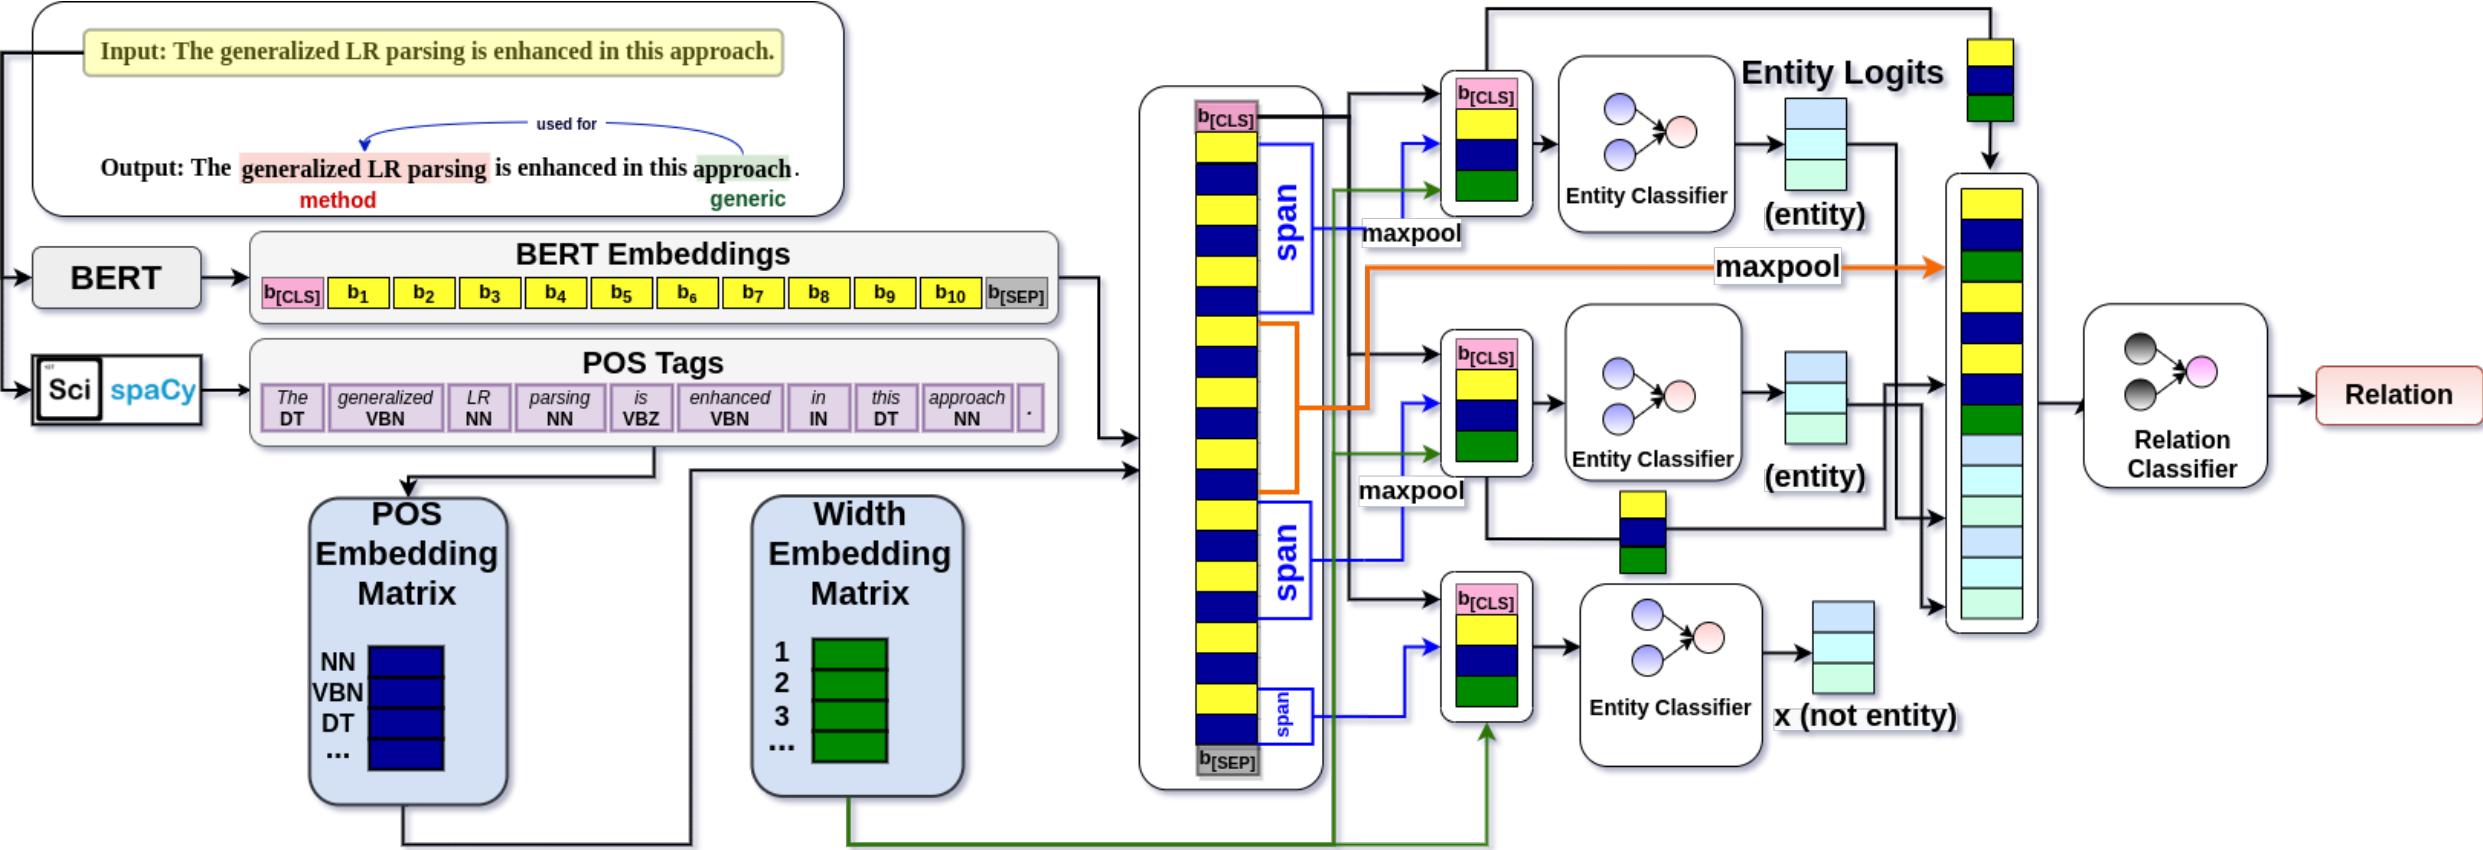 Input: The generalized LR parsing is enhanced in this approach.
used for
Output: The generalized LR parsing is enhanced in this approach.
method
generic
BERT
BERT Embeddings
b[CLS] b1 b2 b3 b4 b5 b6 b7 b8 b9 b10 b[SEP]
Sci spaCy
POS Tags
The generalized LR parsing is enhanced in this approach .
DT VBN NN NN VBZ VBN IN DT NN
POS
Embedding
Matrix
NN
VBN
DT
...
Width
Embedding
Matrix
1
2
3
...
b[CLS]
span
span
span
b[SEP]
maxpool
maxpool
maxpool
b[CLS]
Entity Classifier
Entity Logits
(entity)
b[CLS]
Entity Classifier
(entity)
b[CLS]
Entity Classifier
x (not entity)
Relation
Classifier
Relation